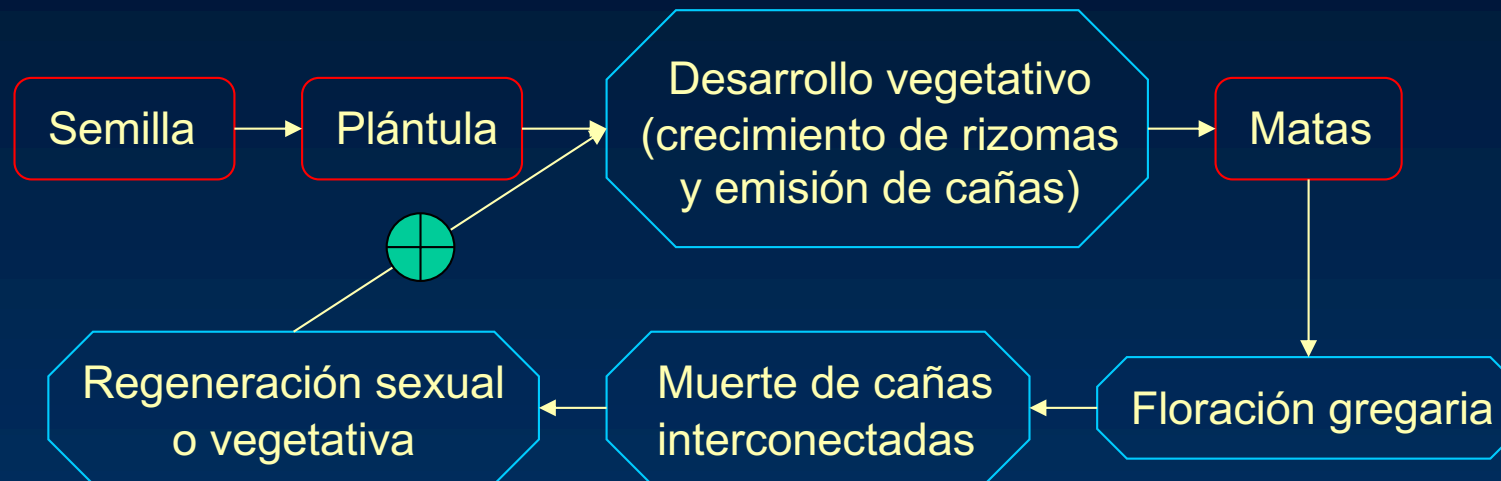 Semilla
Plántula
Desarrollo vegetativo
(crecimiento de rizomas
y emisión de cañas)
Matas
Regeneración sexual
o vegetativa
Muerte de cañas
interconectadas
Floración gregaria